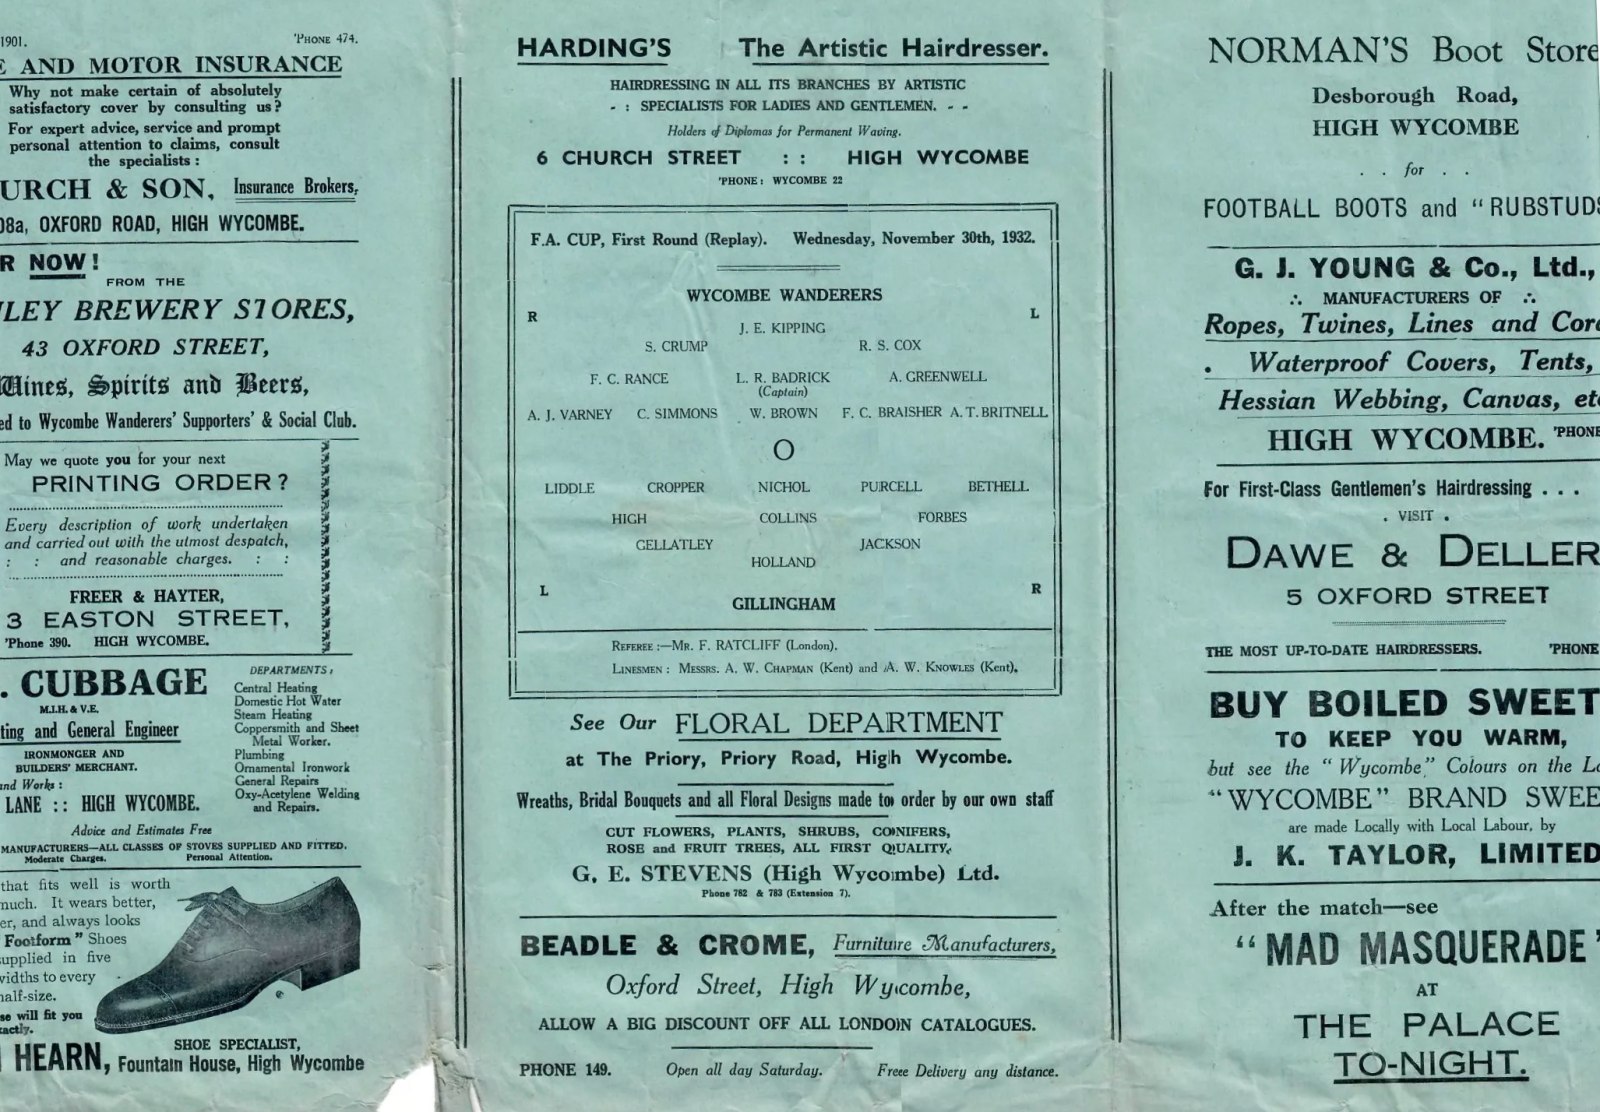 1901. 'PHONE 474.
AND MOTOR INSURANCE
Why not make certain of absolutely
satisfactory cover by consulting us?
For expert advice, service and prompt
personal attention to claims, consult
the specialists :
URCH & SON, Insurance Brokers,
08a, OXFORD ROAD, HIGH WYCOMBE.
R NOW!
FROM THE
LEY BREWERY STORES,
43 OXFORD STREET,
Wines, Spirits and Beers,
ed to Wycombe Wanderers' Supporters' & Social Club.
May we quote you for your next
PRINTING ORDER?
Every description of work undertaken
and carried out with the utmost despatch,
: : and reasonable charges. : :
FREER & HAYTER,
3 EASTON STREET,
'Phone 390. HIGH WYCOMBE.
. CUBBAGE
M.I.H. & V.E.
ting and General Engineer
IRONMONGER AND
BUILDERS' MERCHANT.
and Works :
LANE :: HIGH WYCOMBE.
DEPARTMENTS,
Central Heating
Domestic Hot Water
Steam Heating
Coppersmith and Sheet
Metal Worker.
Plumbing
Ornamental Ironwork
General Repairs
Oxy-Acetylene Welding
and Repairs.
Advice and Estimates Free
MANUFACTURERS—ALL CLASSES OF STOVES SUPPLIED AND FITTED.
Moderate Charges. Personal Attention.
that fits well is worth
much. It wears better,
er, and always looks
Footform" Shoes
supplied in five
widths to every
half-size.
se will fit you
xactly.
HEARN, SHOE SPECIALIST,
Fountain House, High Wycombe
HARDING'S The Artistic Hairdresser.
HAIRDRESSING IN ALL ITS BRANCHES BY ARTISTIC
- : SPECIALISTS FOR LADIES AND GENTLEMEN. - -
Holders of Diplomas for Permanent Waving.
6 CHURCH STREET : : HIGH WYCOMBE
'PHONE: WYCOMBE 22
F.A. CUP, First Round (Replay). Wednesday, November 30th, 1932.
WYCOMBE WANDERERS
R L
J. E. KIPPING
S. CRUMP R. S. COX
F. C. RANCE L. R. BADRICK A. GREENWELL
(Captain)
A. J. VARNEY C. SIMMONS W. BROWN F. C. BRAISHER A. T. BRITNELL
O
LIDDLE CROPPER NICHOL PURCELL BETHELL
HIGH COLLINS FORBES
GELLATLEY JACKSON
HOLLAND
L R
GILLINGHAM
REFEREE :—MR. F. RATCLIFF (London).
LINESMEN : MESSRS. A. W. CHAPMAN (Kent) and A. W. KNOWLES (Kent).
See Our FLORAL DEPARTMENT
at The Priory, Priory Road, High Wycombe.
Wreaths, Bridal Bouquets and all Floral Designs made to order by our own staff
CUT FLOWERS, PLANTS, SHRUBS, CONIFERS,
ROSE and FRUIT TREES, ALL FIRST QUALITY.
G. E. STEVENS (High Wycombe) Ltd.
Phone 782 & 783 (Extension 7).
BEADLE & CROME, Furniture Manufacturers,
Oxford Street, High Wycombe,
ALLOW A BIG DISCOUNT OFF ALL LONDON CATALOGUES.
PHONE 149. Open all day Saturday. Free Delivery any distance.
NORMAN'S Boot Store
Desborough Road,
HIGH WYCOMBE
. . for . .
FOOTBALL BOOTS and "RUBSTUDS
G. J. YOUNG & Co., Ltd.,
MANUFACTURERS OF
Ropes, Twines, Lines and Cor
. Waterproof Covers, Tents,
Hessian Webbing, Canvas, etc
HIGH WYCOMBE. 'PHONE
For First-Class Gentlemen's Hairdressing . . .
. VISIT .
DAWE & DELLER
5 OXFORD STREET
THE MOST UP-TO-DATE HAIRDRESSERS. 'PHONE
BUY BOILED SWEET
TO KEEP YOU WARM,
but see the "Wycombe" Colours on the L
"WYCOMBE" BRAND SWEE
are made Locally with Local Labour, by
J. K. TAYLOR, LIMITED
After the match—see
"MAD MASQUERADE"
AT
THE PALACE
TO-NIGHT.